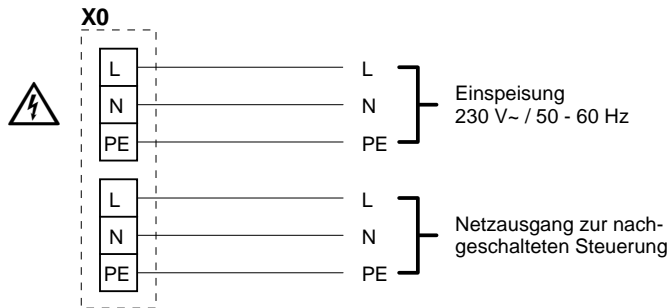 X0
L L
N N
PE PE
Einspeisung
230 V~ / 50 - 60 Hz
L L
N N
PE PE
Netzausgang zur nach-
geschalteten Steuerung